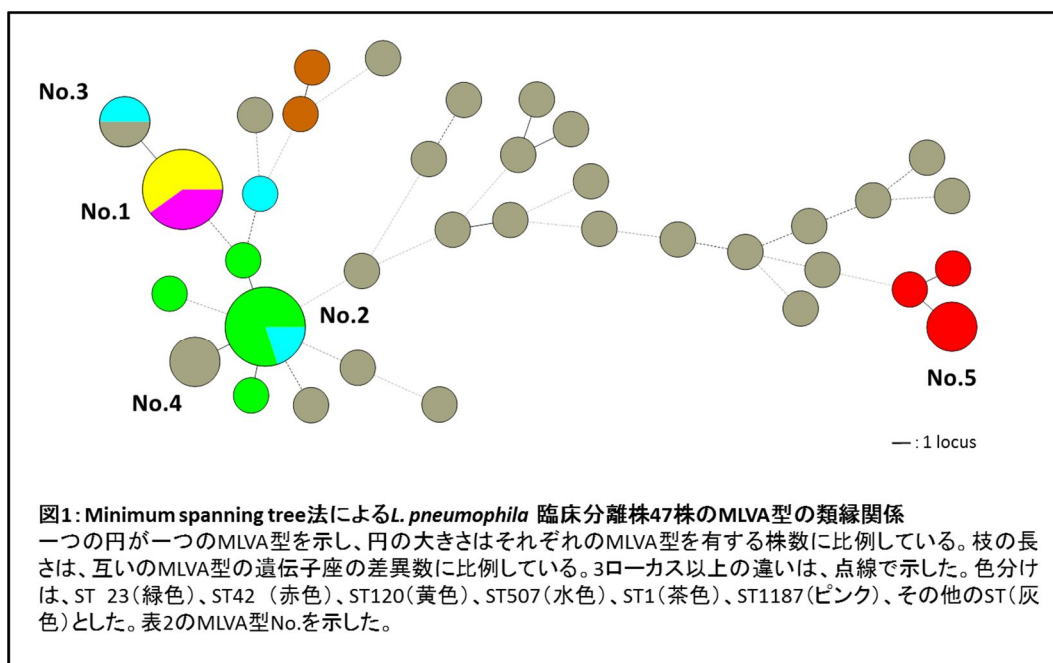 No.3
No.1
No.2
No.4
No.5
— : 1 locus
図1: Minimum spanning tree法によるL. pneumophila 臨床分離株47株のMLVA型の類縁関係
一つの円が一つのMLVA型を示し、円の大きさはそれぞれのMLVA型を有する株数に比例している。枝の長
さは、互いのMLVA型の遺伝子座の差異数に比例している。3ローカス以上の違いは、点線で示した。色分け
は、ST 23(緑色)、ST42 (赤色)、ST120(黄色)、ST507(水色)、ST1(茶色)、ST1187(ピンク)、その他のST(灰
色)とした。表2のMLVA型No.を示した。